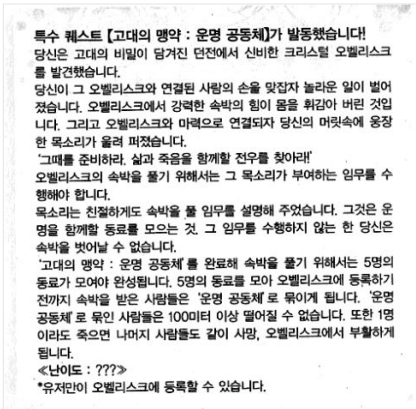 특수 퀘스트 【고대의 맹약 : 운명 공동체】가 발동했습니다!
당신은 고대의 비밀이 담겨진 던전에서 신비한 크리스털 오벨리스크
를 발견했습니다.
당신이 그 오벨리스크와 연결된 사람의 손을 맞잡자 놀라운 일이 벌어
졌습니다. 오벨리스크에서 강력한 속박의 힘이 몸을 휘감아 버린 것입
니다. 그리고 오벨리스크와 마력으로 연결되자 당신의 머릿속에 웅장
한 목소리가 울려 퍼졌습니다.
'그때를 준비하라. 삶과 죽음을 함께할 전우를 찾아라!'
오벨리스크의 속박을 풀기 위해서는 그 목소리가 부여하는 임무를 수
행해야 합니다.
목소리는 친절하게도 속박을 풀 임무를 설명해 주었습니다. 그것은 운
명을 함께할 동료를 모으는 것. 그 임무를 수행하지 않는 한 당신은
속박을 벗어날 수 없습니다.
'고대의 맹약 : 운명 공동체'를 완료해 속박을 풀기 위해서는 5명의
동료가 모여야 완성됩니다. 5명의 동료를 모아 오벨리스크에 등록하기
전까지 속박을 받은 사람들은 '운명 공동체'로 묶이게 됩니다. '운명
공동체'로 묶인 사람들은 100미터 이상 떨어질 수 없습니다. 또한 1명
이라도 죽으면 나머지 사람들도 같이 사망, 오벨리스크에서 부활하게
됩니다.
≪난이도 : ???≫
*유저만이 오벨리스크에 등록할 수 있습니다.